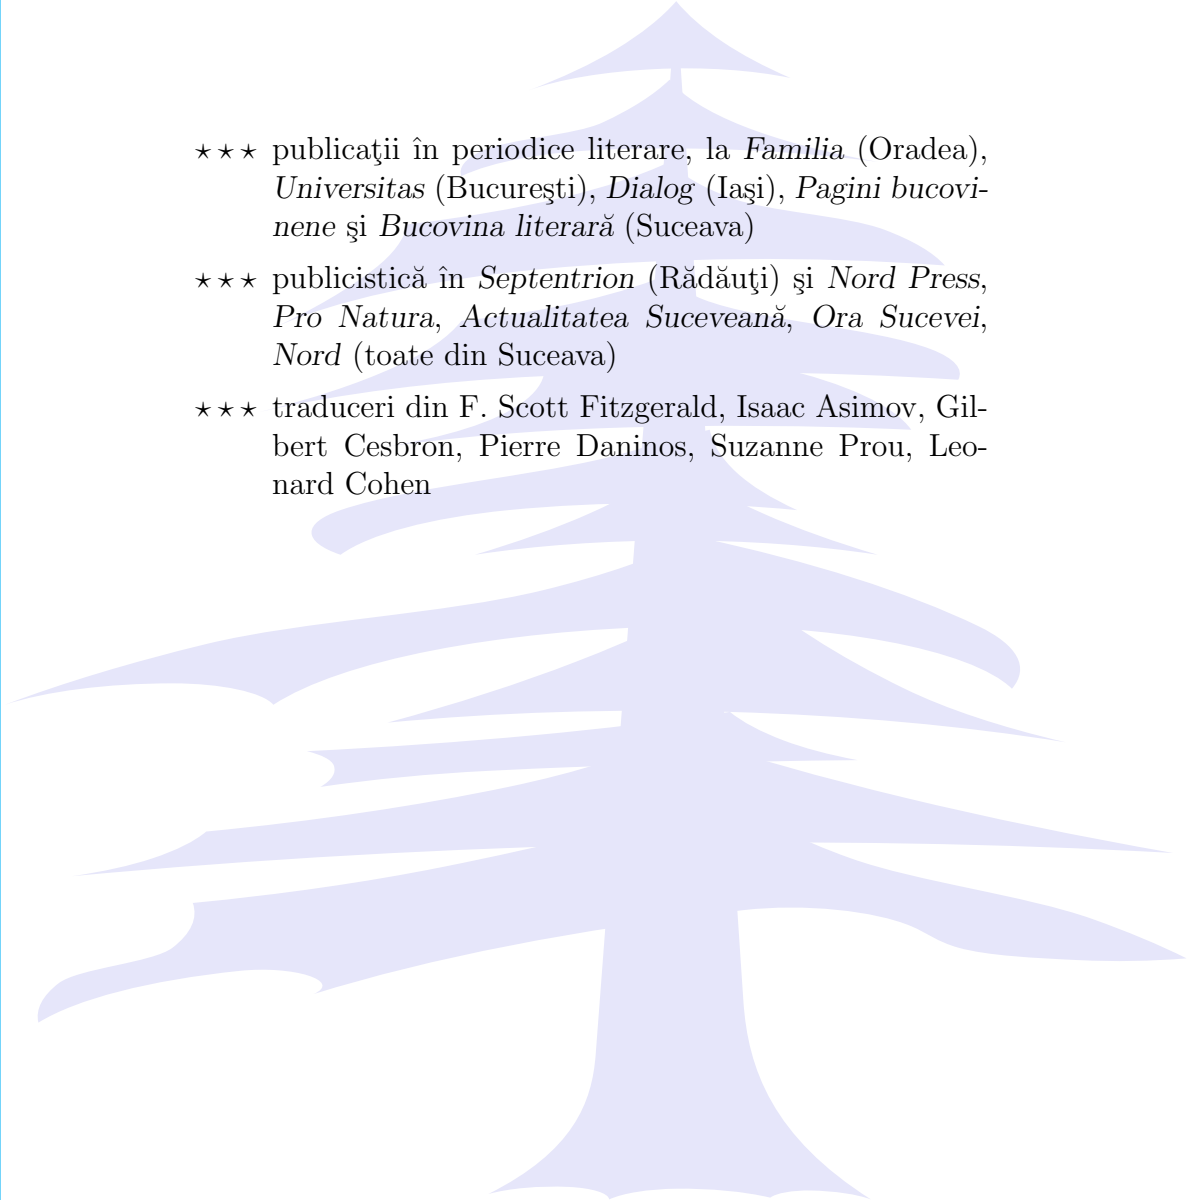 ⋆⋆⋆ publicaţii în periodice literare, la Familia (Oradea),
Universitas (Bucureşti), Dialog (Iaşi), Pagini bucovi-
nene şi Bucovina literară (Suceava)
⋆⋆⋆ publicistică în Septentrion (Rădăuţi) şi Nord Press,
Pro Natura, Actualitatea Suceveană, Ora Sucevei,
Nord (toate din Suceava)
⋆⋆⋆ traduceri din F. Scott Fitzgerald, Isaac Asimov, Gil-
bert Cesbron, Pierre Daninos, Suzanne Prou, Leo-
nard Cohen